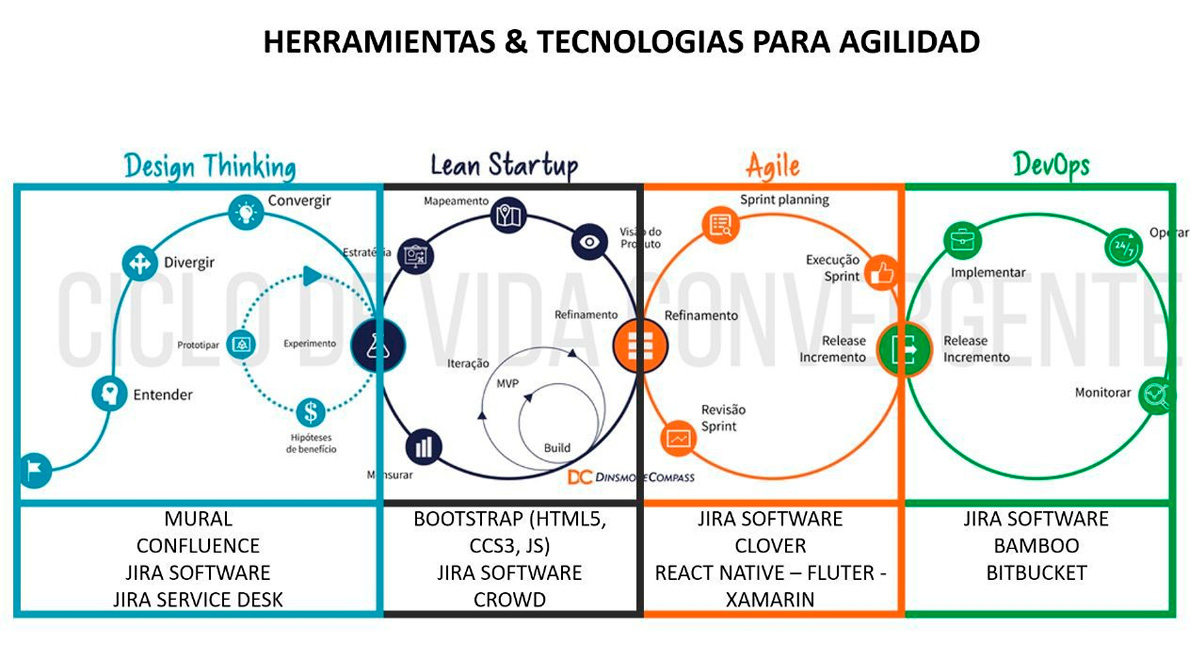 HERRAMIENTAS & TECNOLOGIAS PARA AGILIDAD
CICLO DE VIDA CONVERGENTE
Design Thinking
Convergir
Divergir
Prototipar
Experimento
Entender
Hipóteses
de benefício
Lean Startup
Mapeamento
Estratégia
Visão do
Produto
Refinamento
Iteração
MVP
Build
Mensurar
DC DINSMORECOMPASS
Agile
Sprint planning
Execução
Sprint
Refinamento
Release
Incremento
Revisão
Sprint
DevOps
Operar
Implementar
Release
Incremento
Monitorar
24/7
MURAL
CONFLUENCE
JIRA SOFTWARE
JIRA SERVICE DESK
BOOTSTRAP (HTML5,
CCS3, JS)
JIRA SOFTWARE
CROWD
JIRA SOFTWARE
CLOVER
REACT NATIVE – FLUTER -
XAMARIN
JIRA SOFTWARE
BAMBOO
BITBUCKET